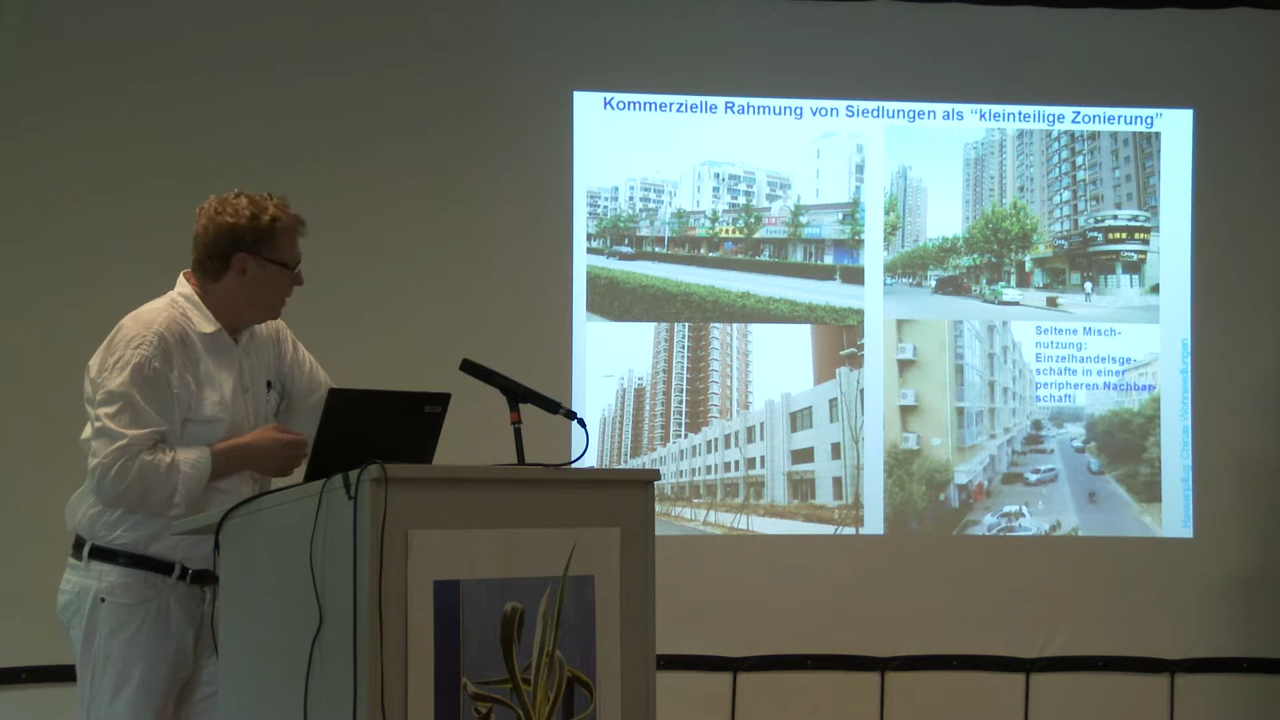 Kommerzielle Rahmung von Siedlungen als “kleinteilige Zonierung”
Seltene Misch-
nutzung:
Einzelhandelsge-
schäfte in einer
peripheren Nachbar-
schaft
Hassenpflug: Chinas Wohnsiedlungen